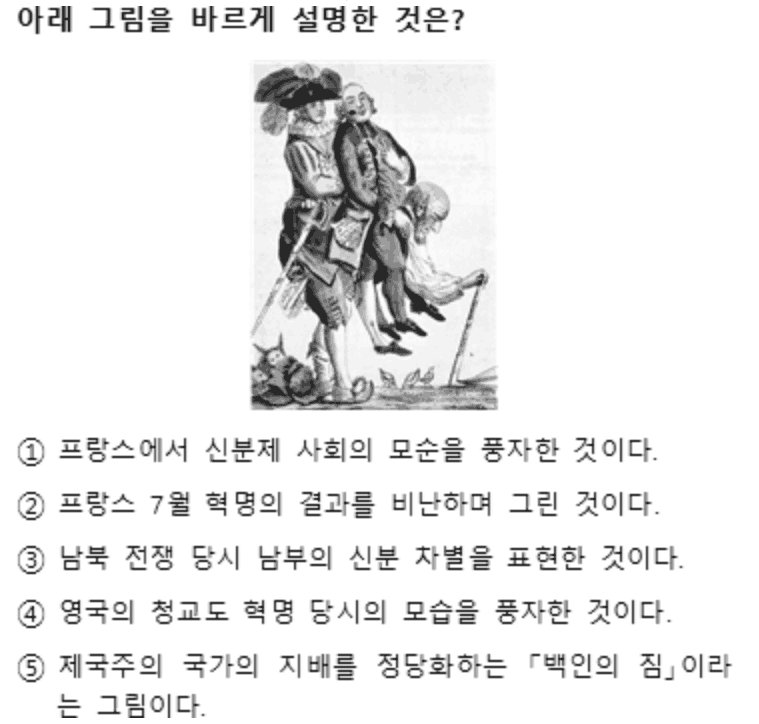 아래 그림을 바르게 설명한 것은?
① 프랑스에서 신분제 사회의 모순을 풍자한 것이다.
② 프랑스 7월 혁명의 결과를 비난하며 그린 것이다.
③ 남북 전쟁 당시 남부의 신분 차별을 표현한 것이다.
④ 영국의 청교도 혁명 당시의 모습을 풍자한 것이다.
⑤ 제국주의 국가의 지배를 정당화하는 「백인의 짐」이라
는 그림이다.